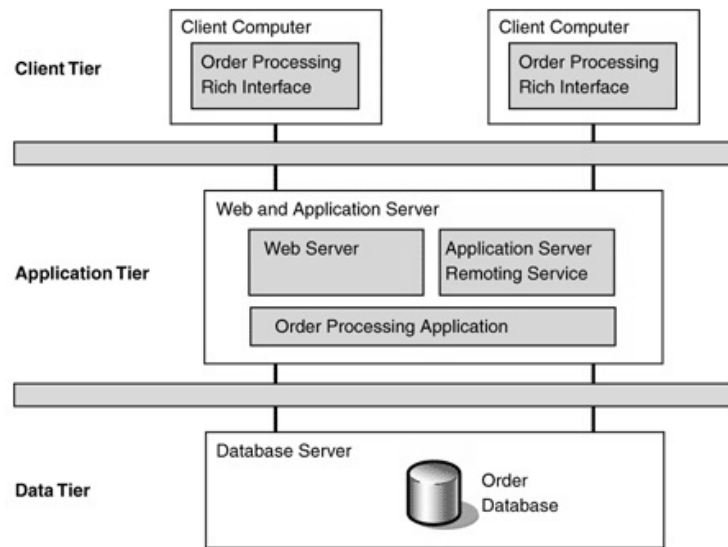 Client Computer
Client Computer
Client Tier
Order Processing
Rich Interface
Order Processing
Rich Interface
Web and Application Server
Application Tier
Web Server
Application Server
Remoting Service
Order Processing Application
Database Server
Data Tier
Order
Database